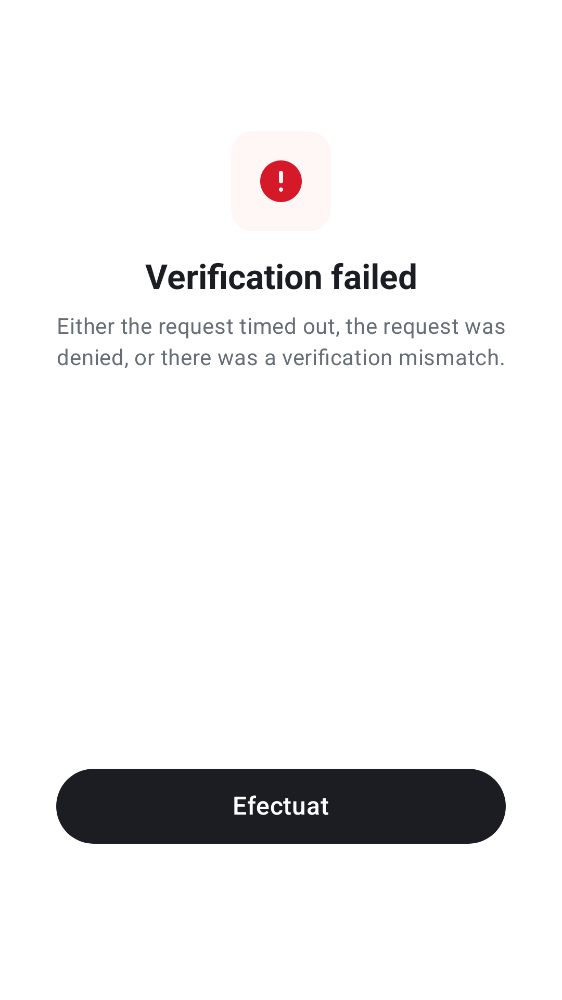 Verification failed
Either the request timed out, the request was
denied, or there was a verification mismatch.
Efectuat